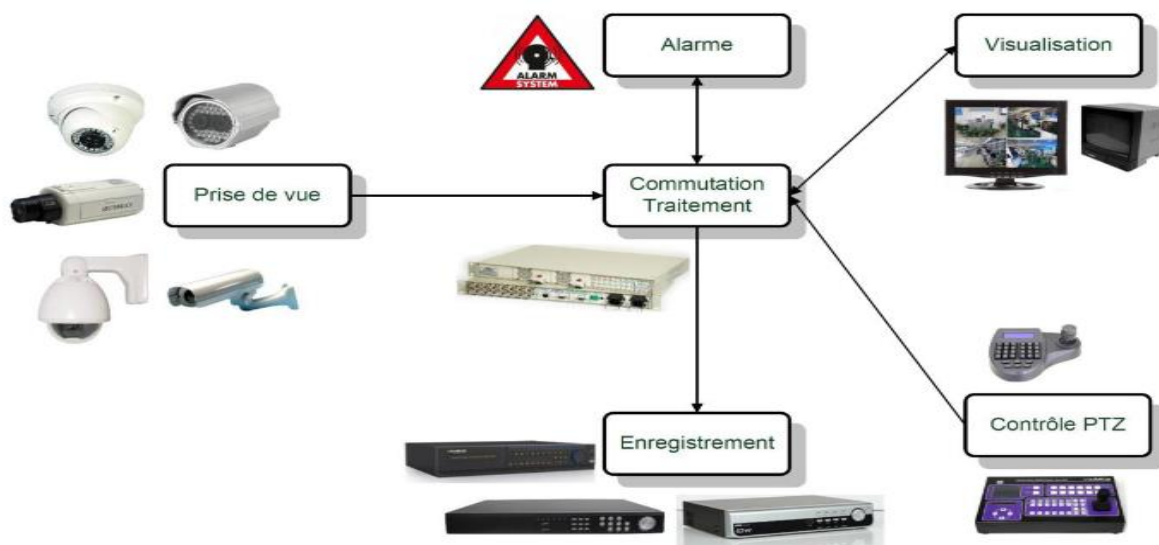 Alarme
ALARM
SYSTEM
Visualisation
Prise de vue
Commutation
Traitement
Enregistrement
Contrôle PTZ